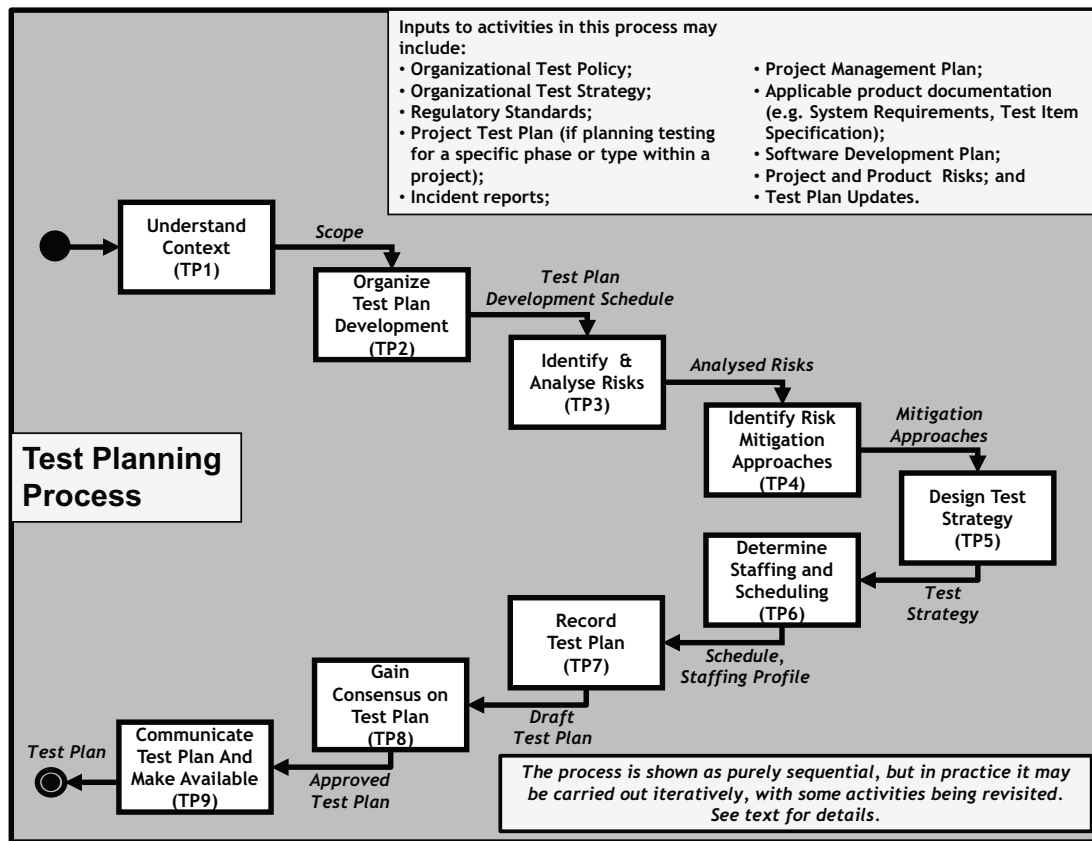 Inputs to activities in this process may
include:
• Organizational Test Policy;
• Organizational Test Strategy;
• Regulatory Standards;
• Project Test Plan (if planning testing
for a specific phase or type within a
project);
• Incident reports;
• Project Management Plan;
• Applicable product documentation
(e.g. System Requirements, Test Item
Specification);
• Software Development Plan;
• Project and Product Risks; and
• Test Plan Updates.
Understand
Context
(TP1)
Scope
Organize
Test Plan
Development
(TP2)
Test Plan
Development Schedule
Identify &
Analyse Risks
(TP3)
Analysed Risks
Identify Risk
Mitigation
Approaches
(TP4)
Mitigation
Approaches
Test Planning
Process
Design Test
Strategy
(TP5)
Test
Strategy
Determine
Staffing and
Scheduling
(TP6)
Schedule,
Staffing Profile
Record
Test Plan
(TP7)
Draft
Test Plan
Gain
Consensus on
Test Plan
(TP8)
Approved
Test Plan
Communicate
Test Plan And
Make Available
(TP9)
Test Plan
The process is shown as purely sequential, but in practice it may
be carried out iteratively, with some activities being revisited.
See text for details.